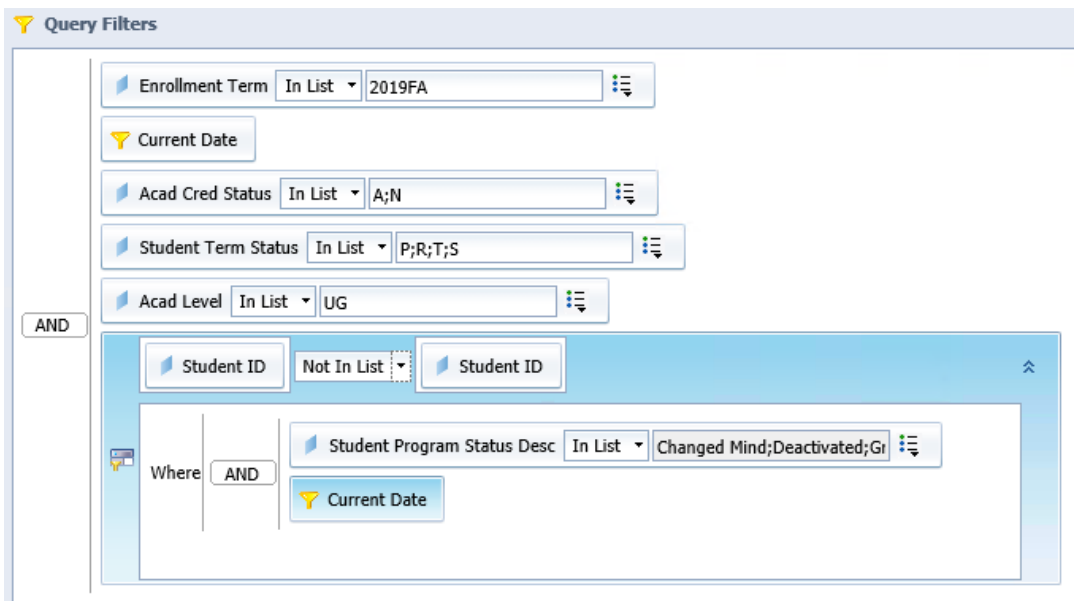 Query Filters
Enrollment Term In List 2019FA
Current Date
Acad Cred Status In List A;N
Student Term Status In List P;R;T;S
Acad Level In List UG
AND
Student ID Not In List Student ID
Student Program Status Desc In List Changed Mind;Deactivated;Gr
Where AND
Current Date